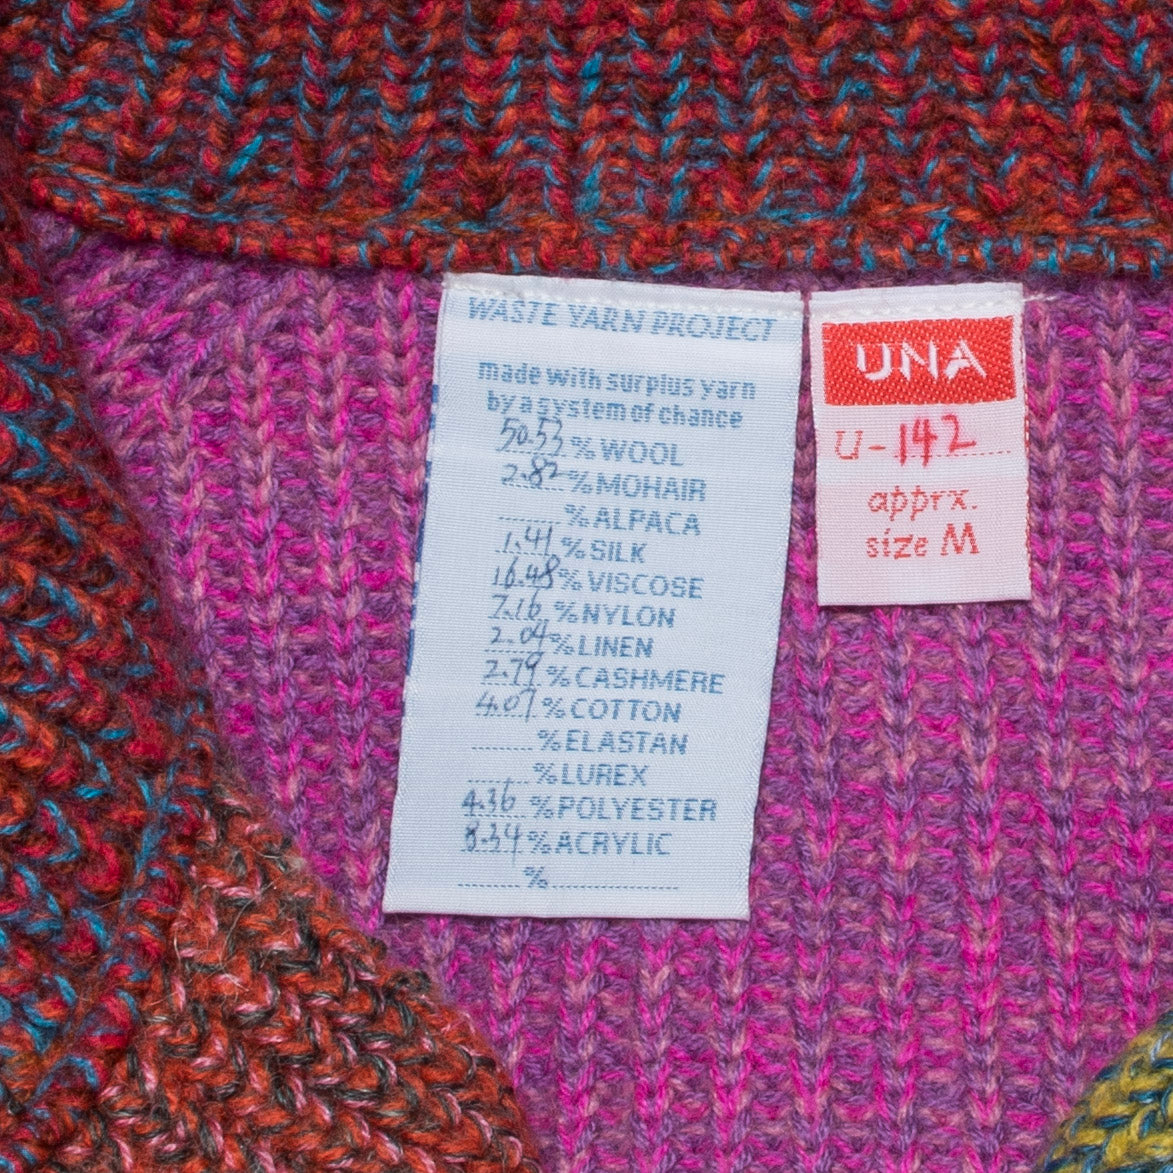 WASTE YARN PROJECT
made with surplus yarn
by a system of chance
50.53 % WOOL
2.82 % MOHAIR
% ALPACA
1.41 % SILK
16.48 % VISCOSE
7.16 % NYLON
2.04 % LINEN
2.79 % CASHMERE
4.07 % COTTON
% ELASTAN
% LUREX
4.36 % POLYESTER
8.34 % ACRYLIC
%
UNA
U-142
apprx.
size M